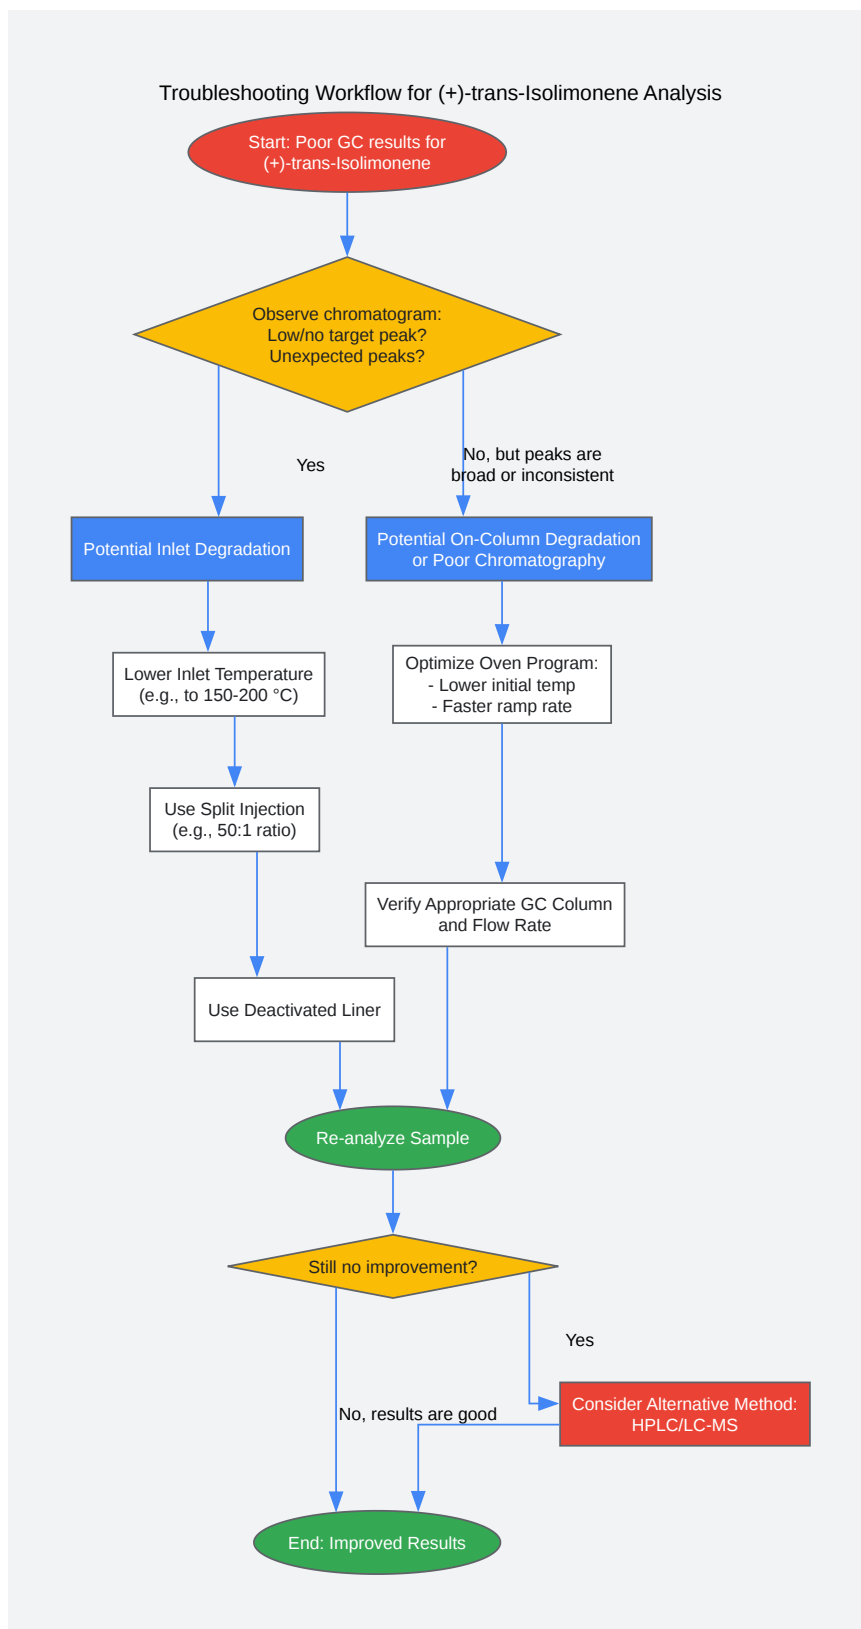 Troubleshooting Workflow for (+)-trans-Isolimonene Analysis
Start: Poor GC results for
(+)-trans-Isolimonene
Observe chromatogram:
Low/no target peak?
Unexpected peaks?
Yes
No, but peaks are
broad or inconsistent
Potential Inlet Degradation
Potential On-Column Degradation
or Poor Chromatography
Lower Inlet Temperature
(e.g., to 150-200 °C)
Optimize Oven Program:
- Lower initial temp
- Faster ramp rate
Use Split Injection
(e.g., 50:1 ratio)
Verify Appropriate GC Column
and Flow Rate
Use Deactivated Liner
Re-analyze Sample
Still no improvement?
Yes
Consider Alternative Method:
HPLC/LC-MS
No, results are good
End: Improved Results